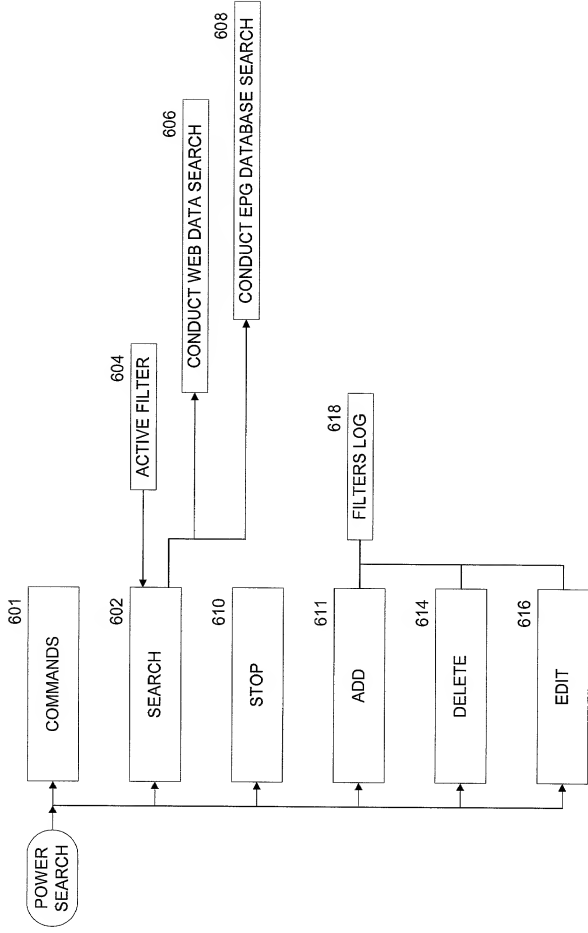 POWER
SEARCH
601
COMMANDS
602
SEARCH
604
ACTIVE FILTER
606
CONDUCT WEB DATA SEARCH
608
CONDUCT EPG DATABASE SEARCH
610
STOP
611
ADD
618
FILTERS LOG
614
DELETE
616
EDIT